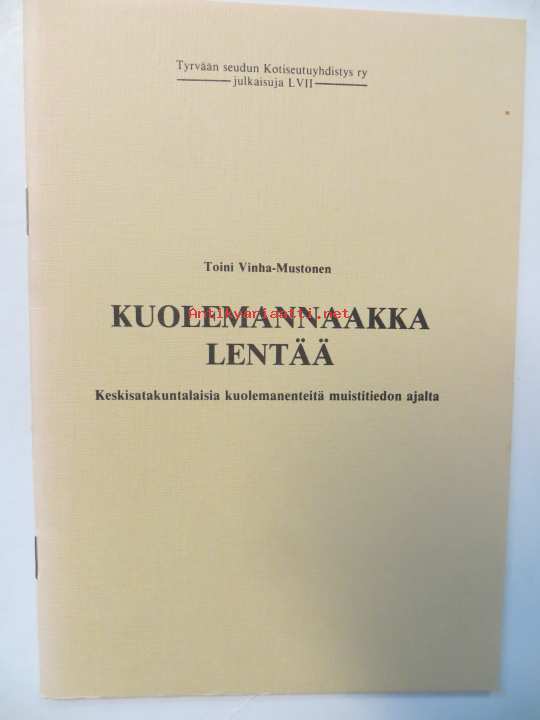 Tyrvään seudun Kotiseutuyhdistys ry
julkaisuja LVII
Toini Vinha-Mustonen
KUOLEMANNAAKKA
Antikvariaatti.net
LENTÄÄ
Keskisatakuntalaisia kuolemanenteitä muistitiedon ajalta